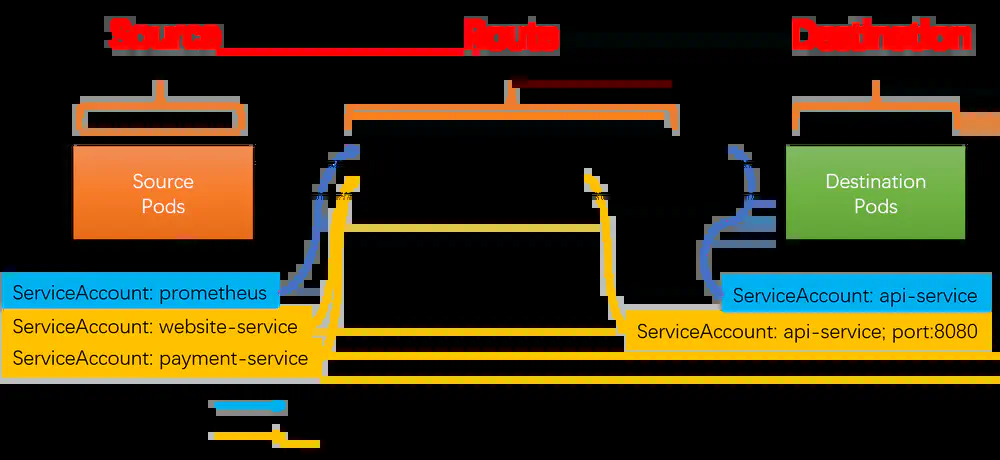 Source
Route
Destination
Source
Pods
Destination
Pods
ServiceAccount: prometheus
ServiceAccount: website-service
ServiceAccount: payment-service
ServiceAccount: api-service
ServiceAccount: api-service; port:8080